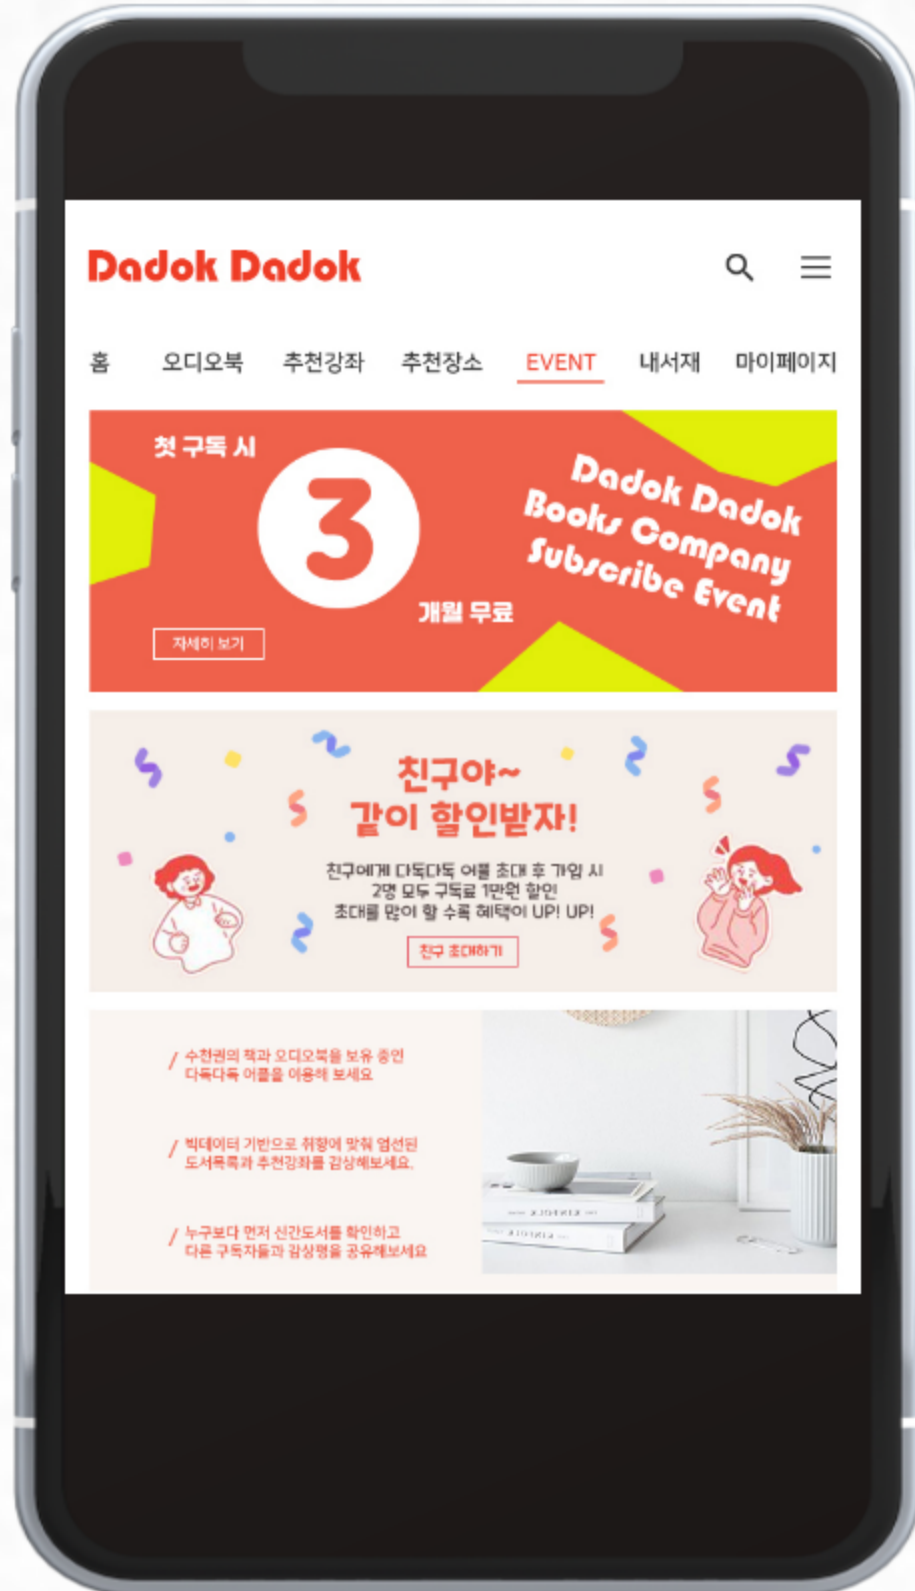 Dadok Dadok
홈 오디오북 추천강좌 추천장소 EVENT 내서재 마이페이지
첫 구독 시
3
개월 무료
자세히 보기
Dadok Dadok
Books Company
Subscribe Event
친구야~
같이 할인받자!
친구에게 다독다독 어플 초대 후 가입 시
2명 모두 구독료 1만원 할인
초대를 많이 할 수록 혜택이 UP! UP!
친구 초대하기
/ 수천권의 책과 오디오북을 보유 중인
다독다독 어플을 이용해 보세요
/ 빅데이터 기반으로 취향에 맞춰 엄선된
도서목록과 추천강좌를 감상해보세요.
/ 누구보다 먼저 신간도서를 확인하고
다른 구독자들과 감상평을 공유해보세요